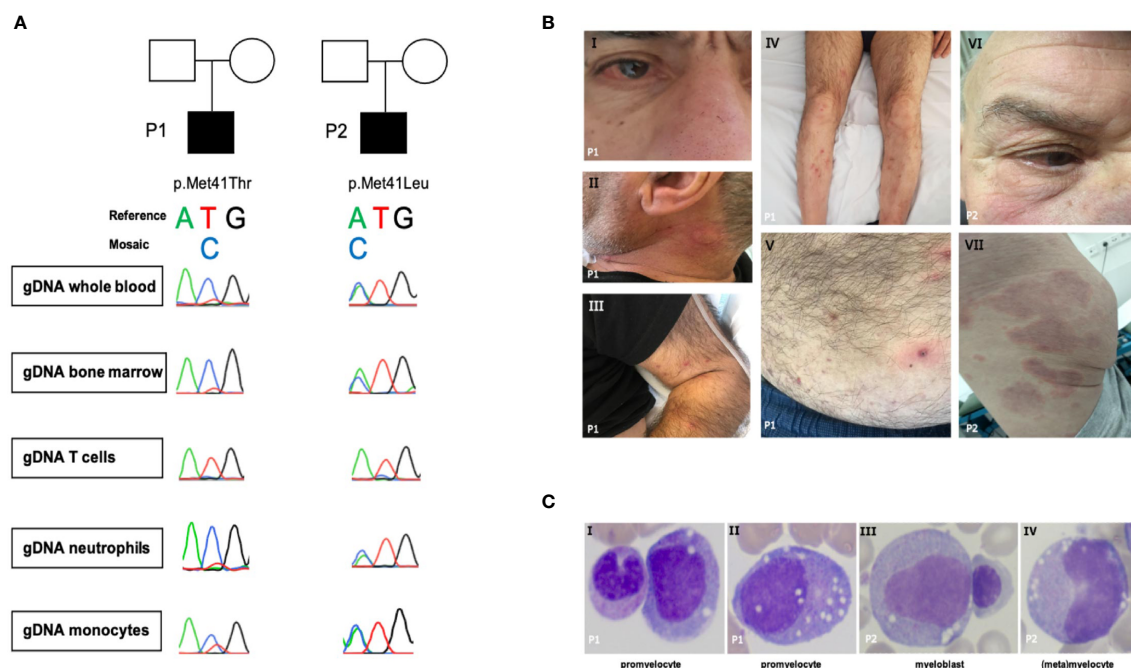 A
P1
P2
p.Met41Thr
p.Met41Leu
Reference
A T G
A T G
Mosaic
C
C
gDNA whole blood
gDNA bone marrow
gDNA T cells
gDNA neutrophils
gDNA monocytes
B
I
P1
II
P1
III
P1
IV
P1
V
P1
VI
P2
VII
P2
C
I
P1
promyelocyte
II
P1
promyelocyte
III
P2
myeloblast
IV
P2
(meta)myelocyte